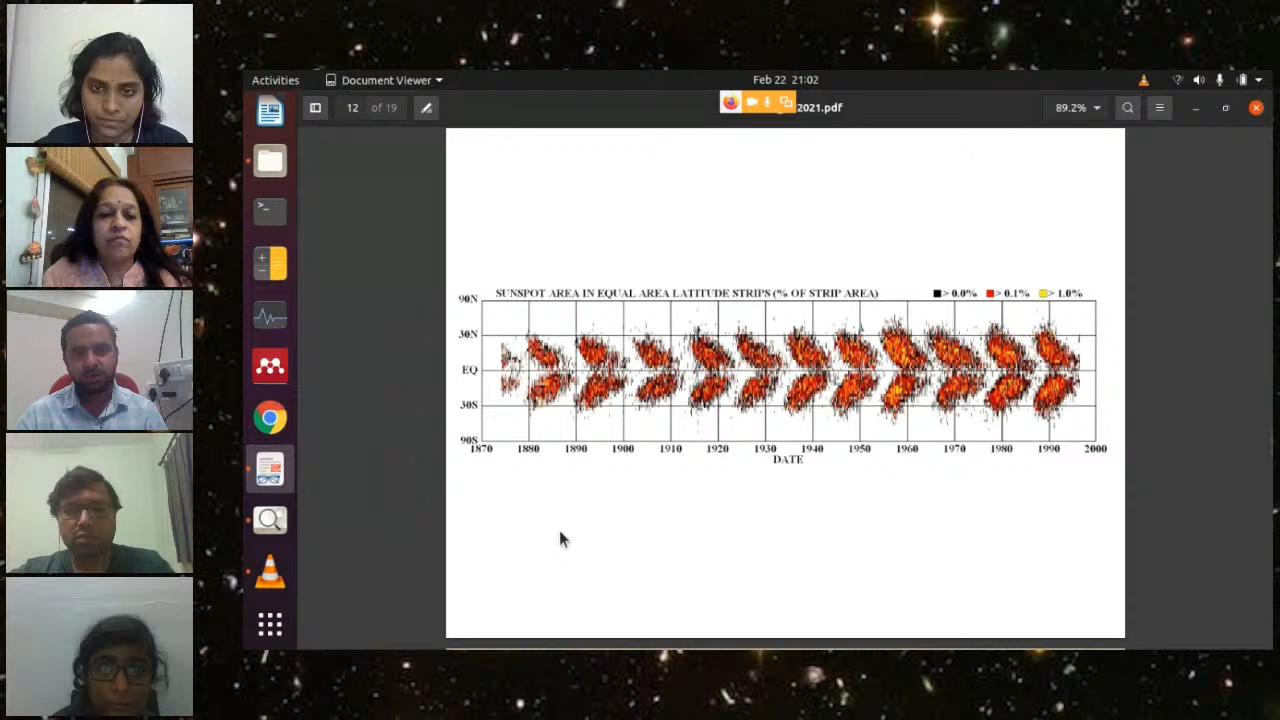 Activities
Document Viewer
Feb 22 21:02
12 of 19
2021.pdf
89.2%
SUNSPOT AREA IN EQUAL AREA LATITUDE STRIPS (% OF STRIP AREA)
> 0.0% > 0.1% > 1.0%
90N
30N
EQ
30S
90S
1870 1880 1890 1900 1910 1920 1930 1940 1950 1960 1970 1980 1990 2000
DATE